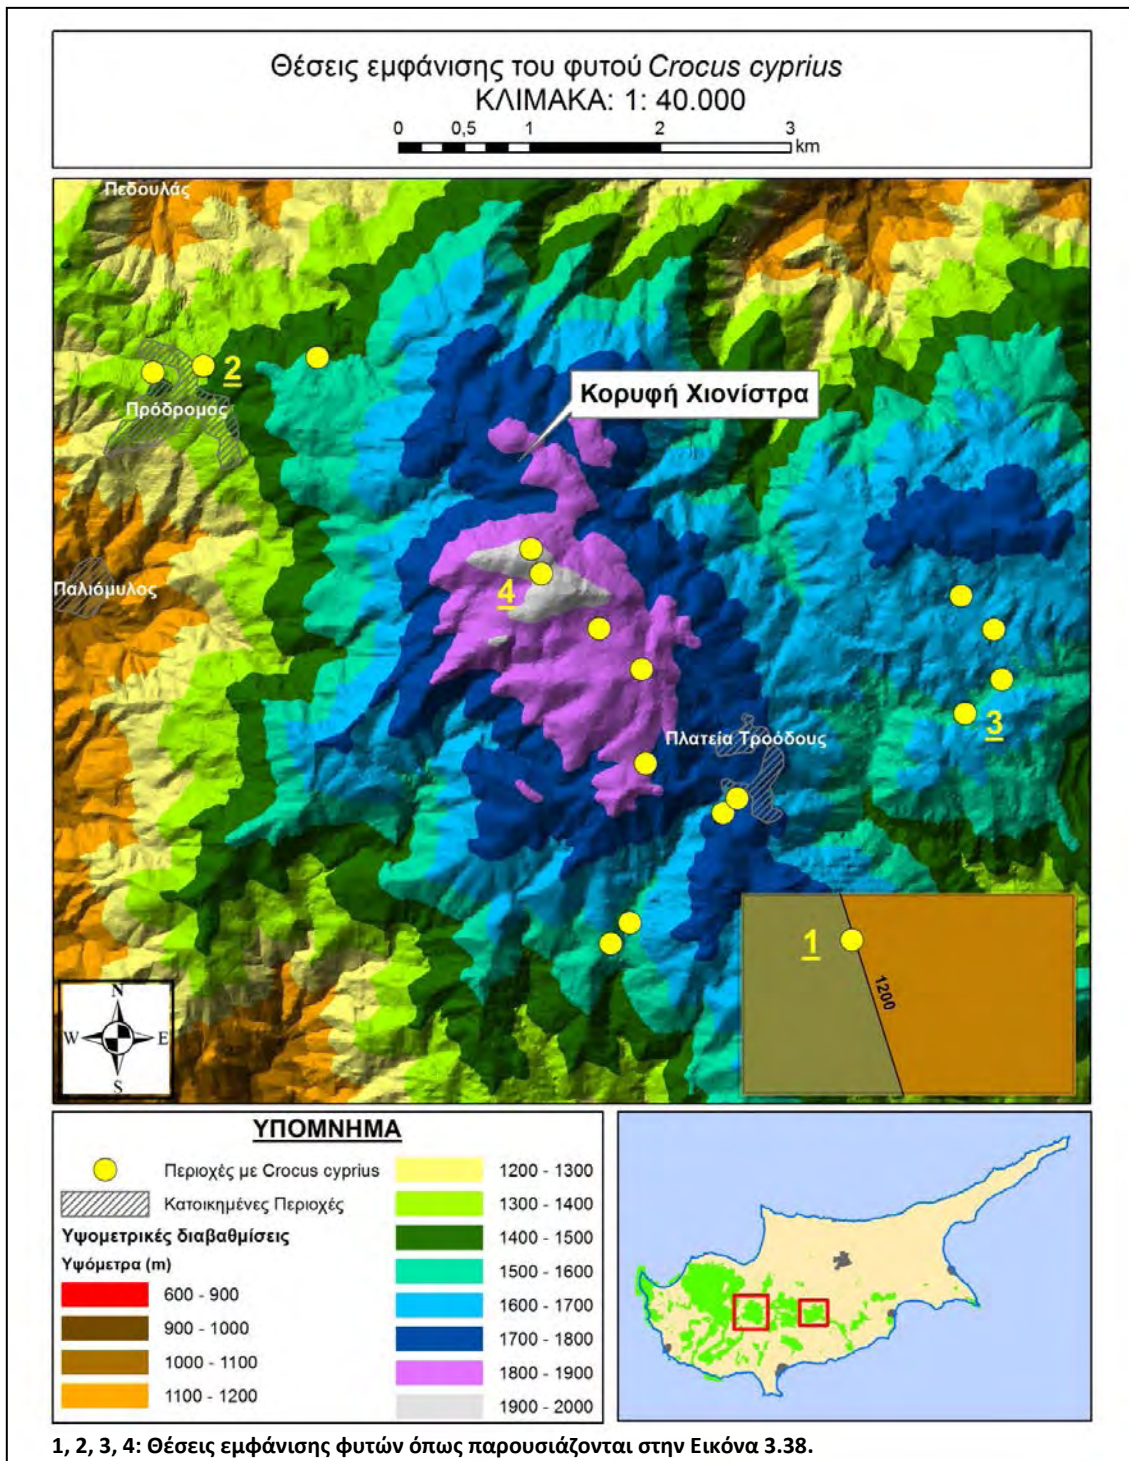 Θέσεις εμφάνισης του φυτού Crocus cyprius
ΚΛΙΜΑΚΑ: 1: 40.000
0 0,5 1 2 3
km
Πεδουλάς
2
Πρόδρομος
Κορυφή Χιονίστρα
Παλιόμυλος
4
3
Πλατεία Τροόδους
1
1200
N
W E
S
ΥΠΟΜΝΗΜΑ
Περιοχές με Crocus cyprius
Κατοικημένες Περιοχές
Υψομετρικές διαβαθμίσεις
Υψόμετρα (m)
600 - 900
900 - 1000
1000 - 1100
1100 - 1200
1200 - 1300
1300 - 1400
1400 - 1500
1500 - 1600
1600 - 1700
1700 - 1800
1800 - 1900
1900 - 2000
1, 2, 3, 4: Θέσεις εμφάνισης φυτών όπως παρουσιάζονται στην Εικόνα 3.38.